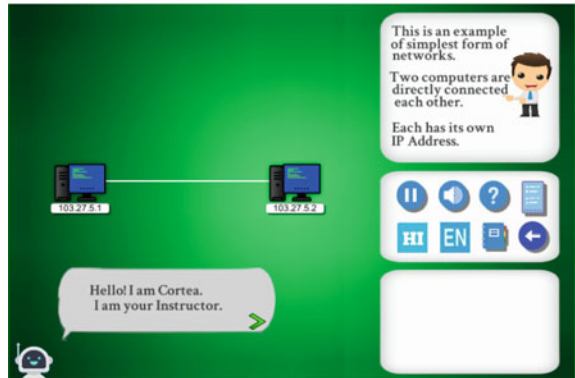 This is an example
of simplest form of
networks.
Two computers are
directly connected
each other.
Each has its own
IP Address.
103.27.5.1
103.27.5.2
HI
EN
Hello! I am Cortea.
I am your Instructor.